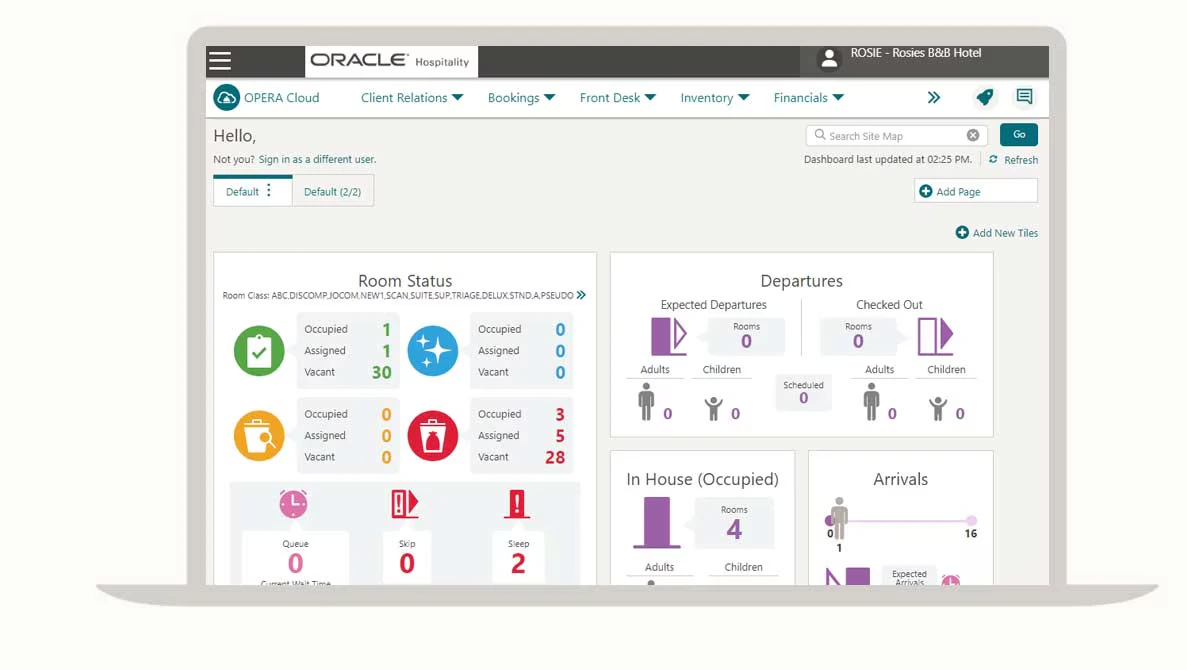 ORACLE Hospitality
ROSIE - Rosies B&B Hotel
OPERA Cloud
Client Relations
Bookings
Front Desk
Inventory
Financials
Hello,
Search Site Map
Go
Not you? Sign in as a different user.
Dashboard last updated at 02:25 PM.
Refresh
Default
Default (2/2)
Add Page
Add New Tiles
Room Status
Room Class: ABC,DISCOMP,JOCOM,NEW1,SCAN,SUITE,SUP,TRIAGE,DELUX,STND,A,PSEUDO
Occupied 1
Assigned 1
Vacant 30
Occupied 0
Assigned 0
Vacant 0
Occupied 0
Assigned 0
Vacant 0
Occupied 3
Assigned 5
Vacant 28
Queue
0
Current Wait Time
Skip
0
Sleep
2
Departures
Expected Departures
Rooms
0
Adults
Children
0
0
Scheduled
0
Checked Out
Rooms
0
Adults
Children
0
0
In House (Occupied)
Rooms
4
Adults
Children
Arrivals
0
16
1
Expected
Arrivals